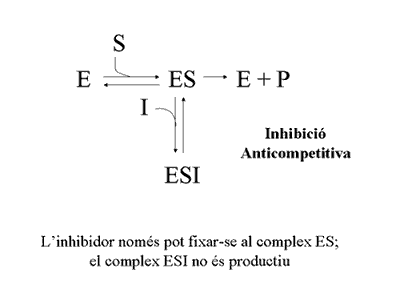 S
E ES E + P
I
Inhibició
Anticompetitiva
ESI
L'inhibidor només pot fixar-se al complex ES;
el complex ESI no és productiu